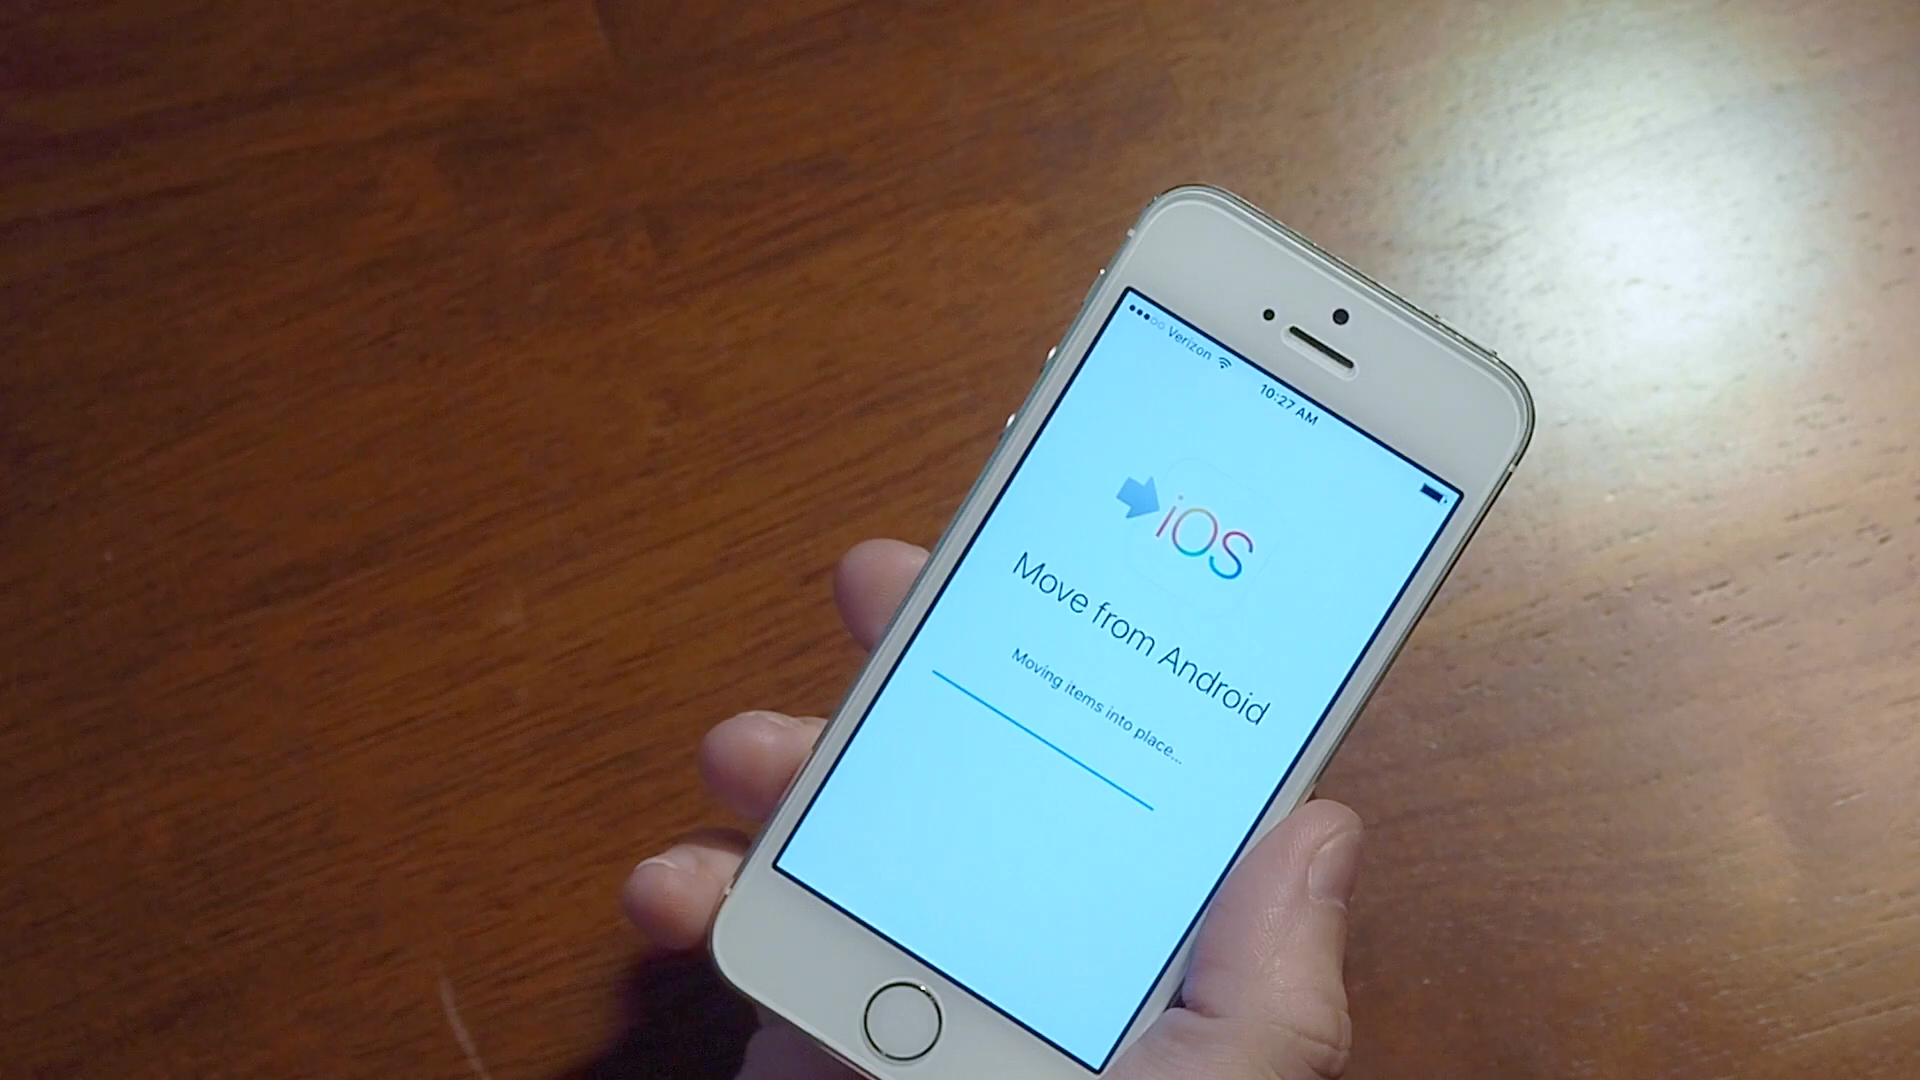 Verizon
10:27 AM
iOS
Move from Android
Moving items into place...